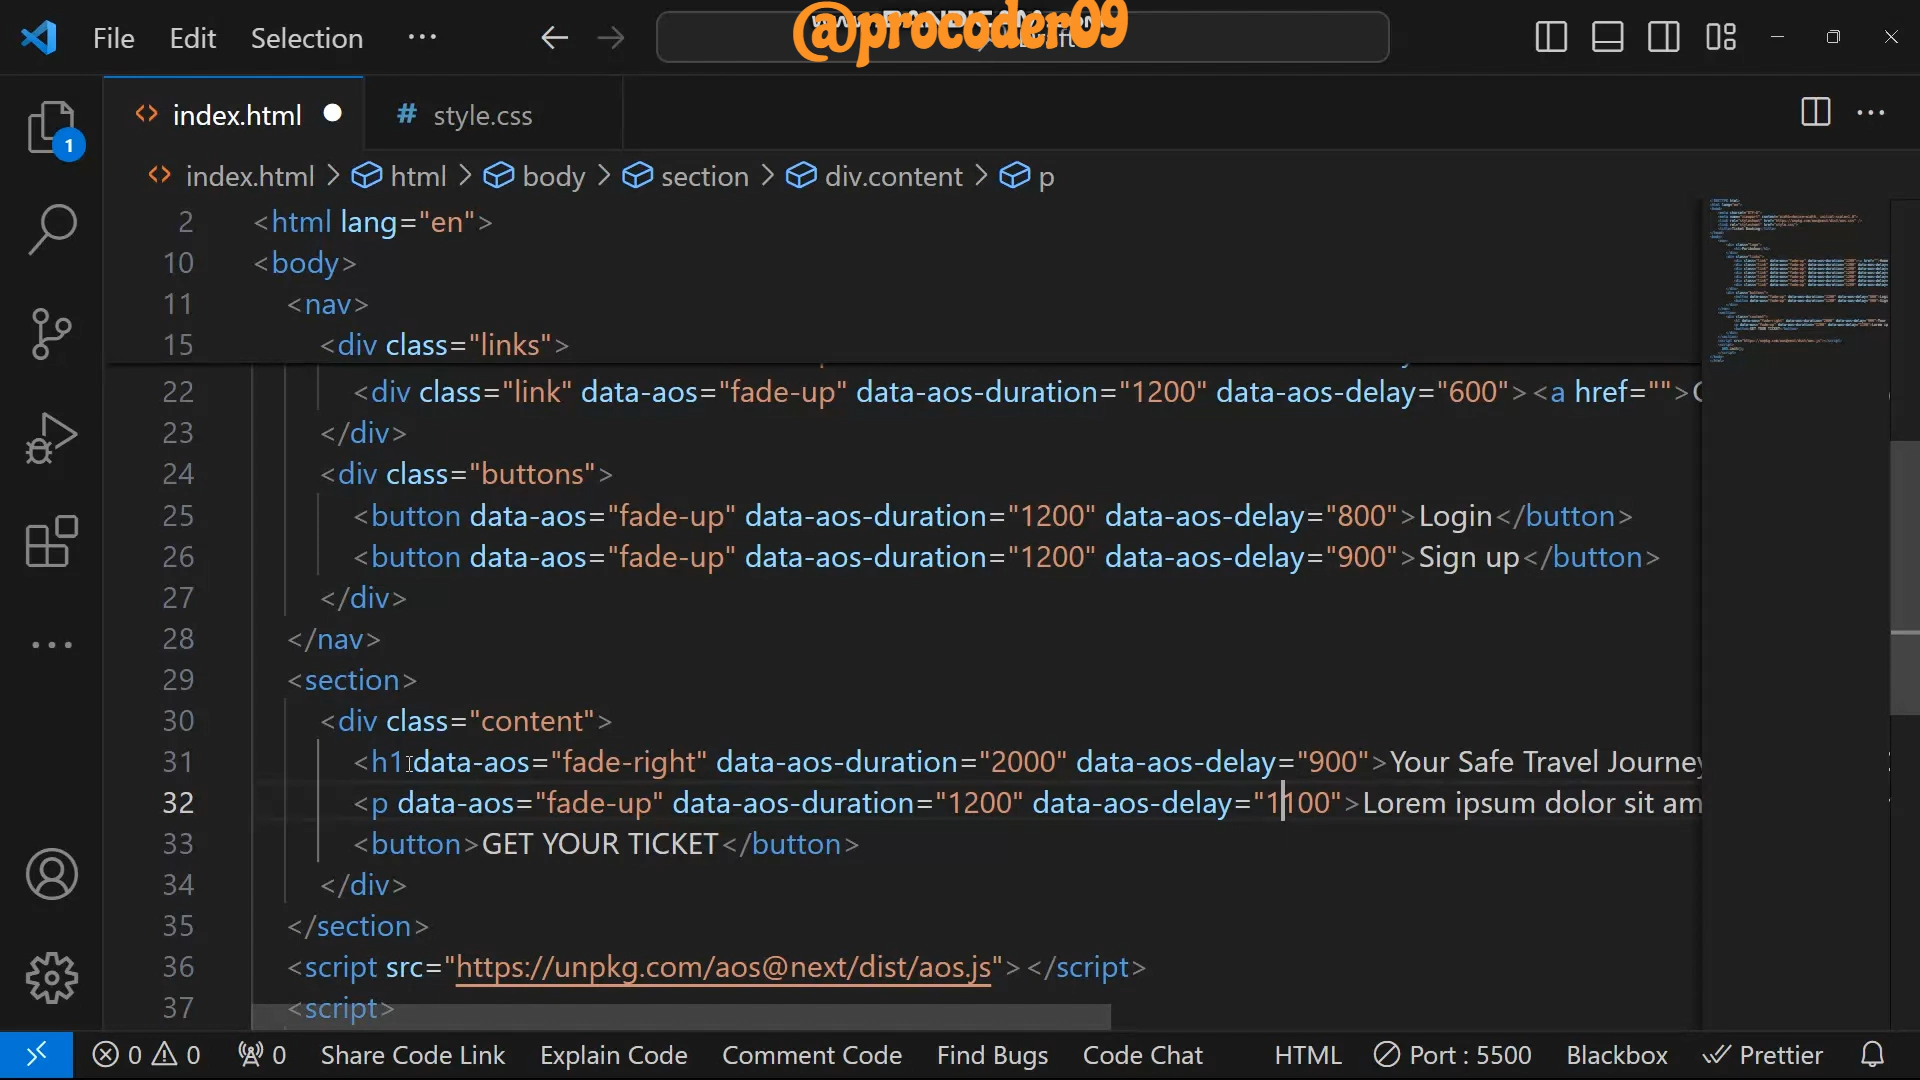 File Edit Selection ···
@procoder09
index.html
style.css
index.html > html > body > section > div.content > p
2 <html lang="en">
10 <body>
11 <nav>
15 <div class="links">
22 <div class="link" data-aos="fade-up" data-aos-duration="1200" data-aos-delay="600"><a href="">
23 </div>
24 <div class="buttons">
25 <button data-aos="fade-up" data-aos-duration="1200" data-aos-delay="800">Login</button>
26 <button data-aos="fade-up" data-aos-duration="1200" data-aos-delay="900">Sign up</button>
27 </div>
28 </nav>
29 <section>
30 <div class="content">
31 <h1 data-aos="fade-right" data-aos-duration="2000" data-aos-delay="900">Your Safe Travel Journey
32 <p data-aos="fade-up" data-aos-duration="1200" data-aos-delay="1100">Lorem ipsum dolor sit am
33 <button>GET YOUR TICKET</button>
34 </div>
35 </section>
36 <script src="https://unpkg.com/aos@next/dist/aos.js"></script>
37 <script>
1
0 0 0 Share Code Link Explain Code Comment Code Find Bugs Code Chat HTML Port : 5500 Blackbox Prettier